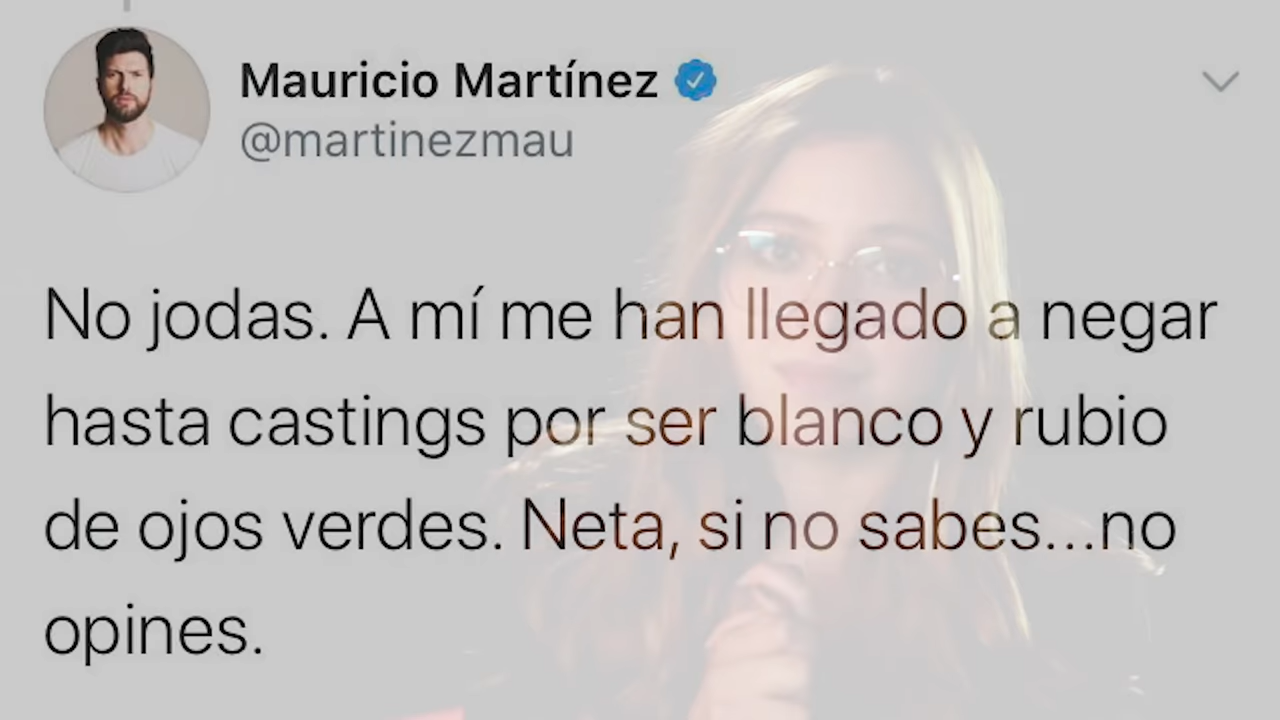 Mauricio Martínez
@martinezmau
No jodas. A mí me han llegado a negar
hasta castings por ser blanco y rubio
de ojos verdes. Neta, si no sabes...no
opines.